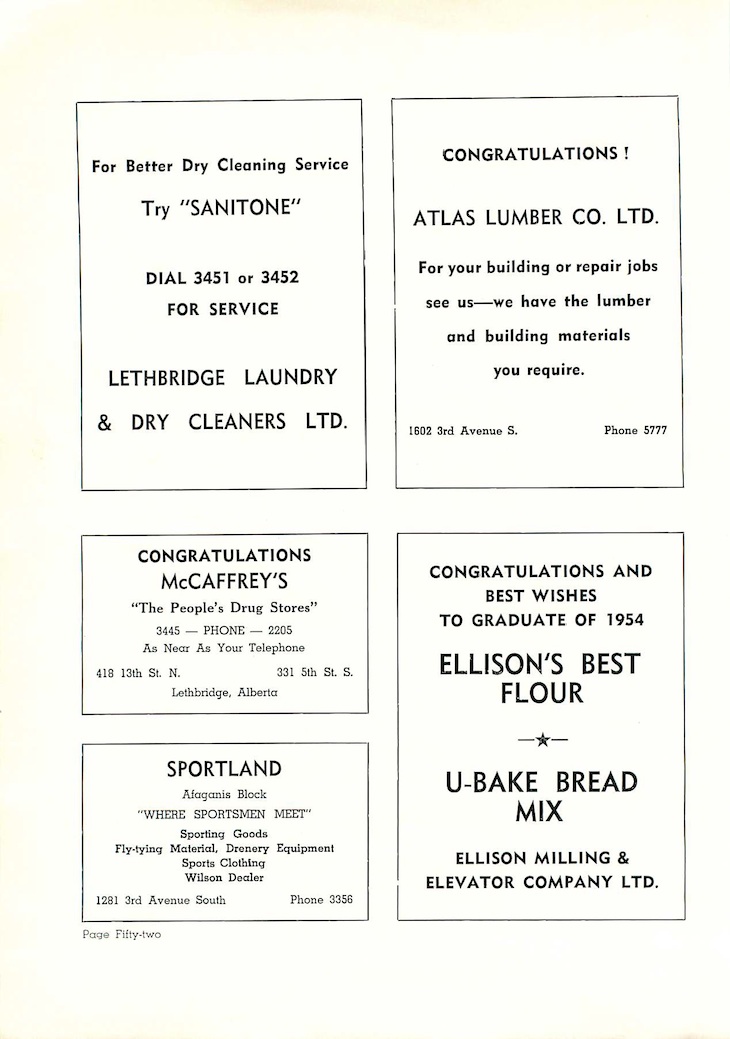 For Better Dry Cleaning Service
Try "SANITONE"
DIAL 3451 or 3452
FOR SERVICE
LETHBRIDGE LAUNDRY
& DRY CLEANERS LTD.
CONGRATULATIONS !
ATLAS LUMBER CO. LTD.
For your building or repair jobs
see us—we have the lumber
and building materials
you require.
1602 3rd Avenue S. Phone 5777
CONGRATULATIONS
McCAFFREY'S
"The People's Drug Stores"
3445 — PHONE — 2205
As Near As Your Telephone
418 13th St. N. 331 5th St. S.
Lethbridge, Alberta
SPORTLAND
Afaganis Block
"WHERE SPORTSMEN MEET"
Sporting Goods
Fly-tying Material, Drenery Equipment
Sports Clothing
Wilson Dealer
1281 3rd Avenue South Phone 3356
CONGRATULATIONS AND
BEST WISHES
TO GRADUATE OF 1954
ELLISON'S BEST
FLOUR
U-BAKE BREAD
MIX
ELLISON MILLING &
ELEVATOR COMPANY LTD.
Page Fifty-two